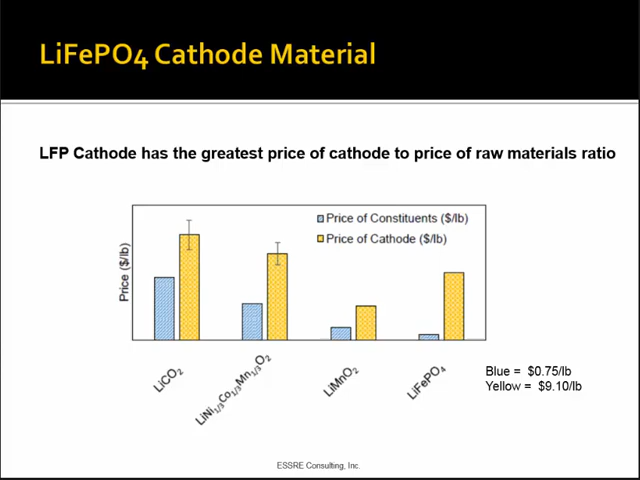 LiFePO4 Cathode Material
LFP Cathode has the greatest price of cathode to price of raw materials ratio
Price of Constituents ($/lb)
Price of Cathode ($/lb)
Price ($/lb)
LiCO₂
LiNi₁/₃Co₁/₃Mn₁/₃O₂
LiMnO₂
LiFePO₄
Blue = $0.75/lb
Yellow = $9.10/lb
ESSRE Consulting, Inc.